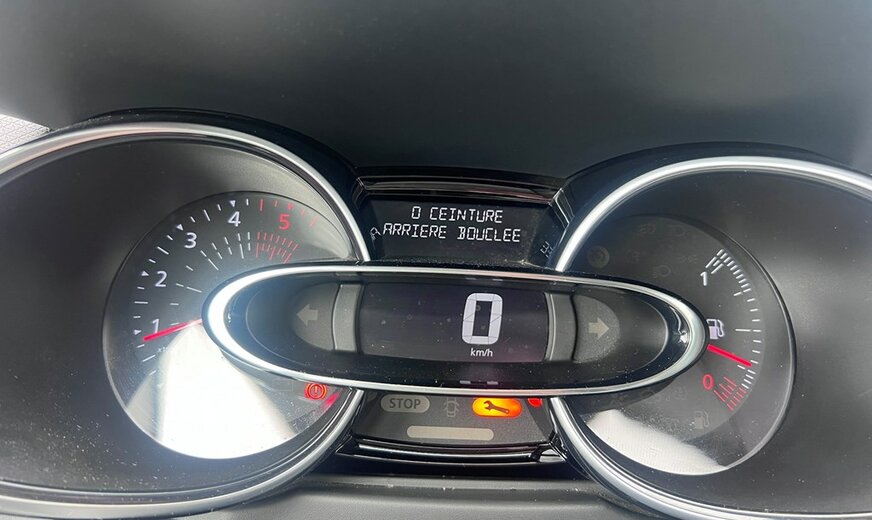 0 CEINTURE
ARRIERE BOUCLEE
1
2
3
4
5
0
km/h
1
0
STOP